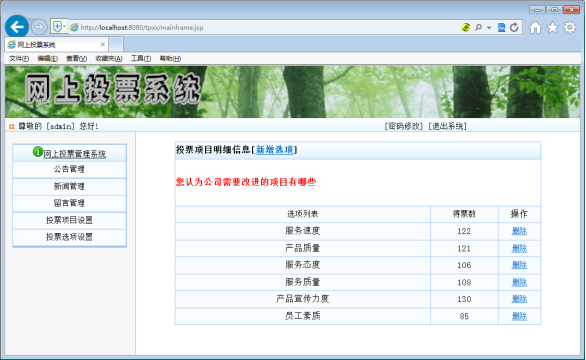 http://localhost:8080/tpxx/mainframe.jsp
网上投票系统
文件(F) 编辑(E) 查看(V) 收藏夹(A) 工具(T) 帮助(H)
网上投票系统
尊敬的 [admin] 您好! [密码修改] [退出系统]
网上投票管理系统
公告管理
新闻管理
留言管理
投票项目设置
投票选项设置
投票项目明细信息[新增选项]
您认为公司需要改进的项目有哪些
选项列表 得票数 操作
服务速度 122 删除
产品质量 121 删除
服务态度 106 删除
服务质量 108 删除
产品宣传力度 130 删除
员工素质 85 删除